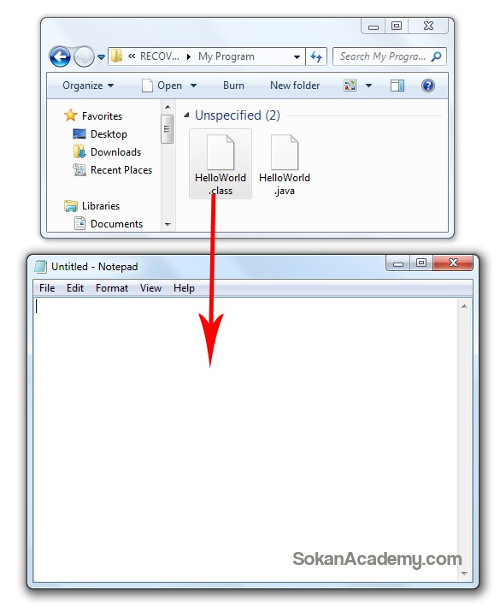 « RECOV... ▸ My Program
Search My Progra...
Organize
Open
Burn
New folder
Favorites
Desktop
Downloads
Recent Places
Libraries
Documents
Unspecified (2)
HelloWorld
.class
HelloWorld
.java
Untitled - Notepad
File Edit Format View Help
SokanAcademy.com